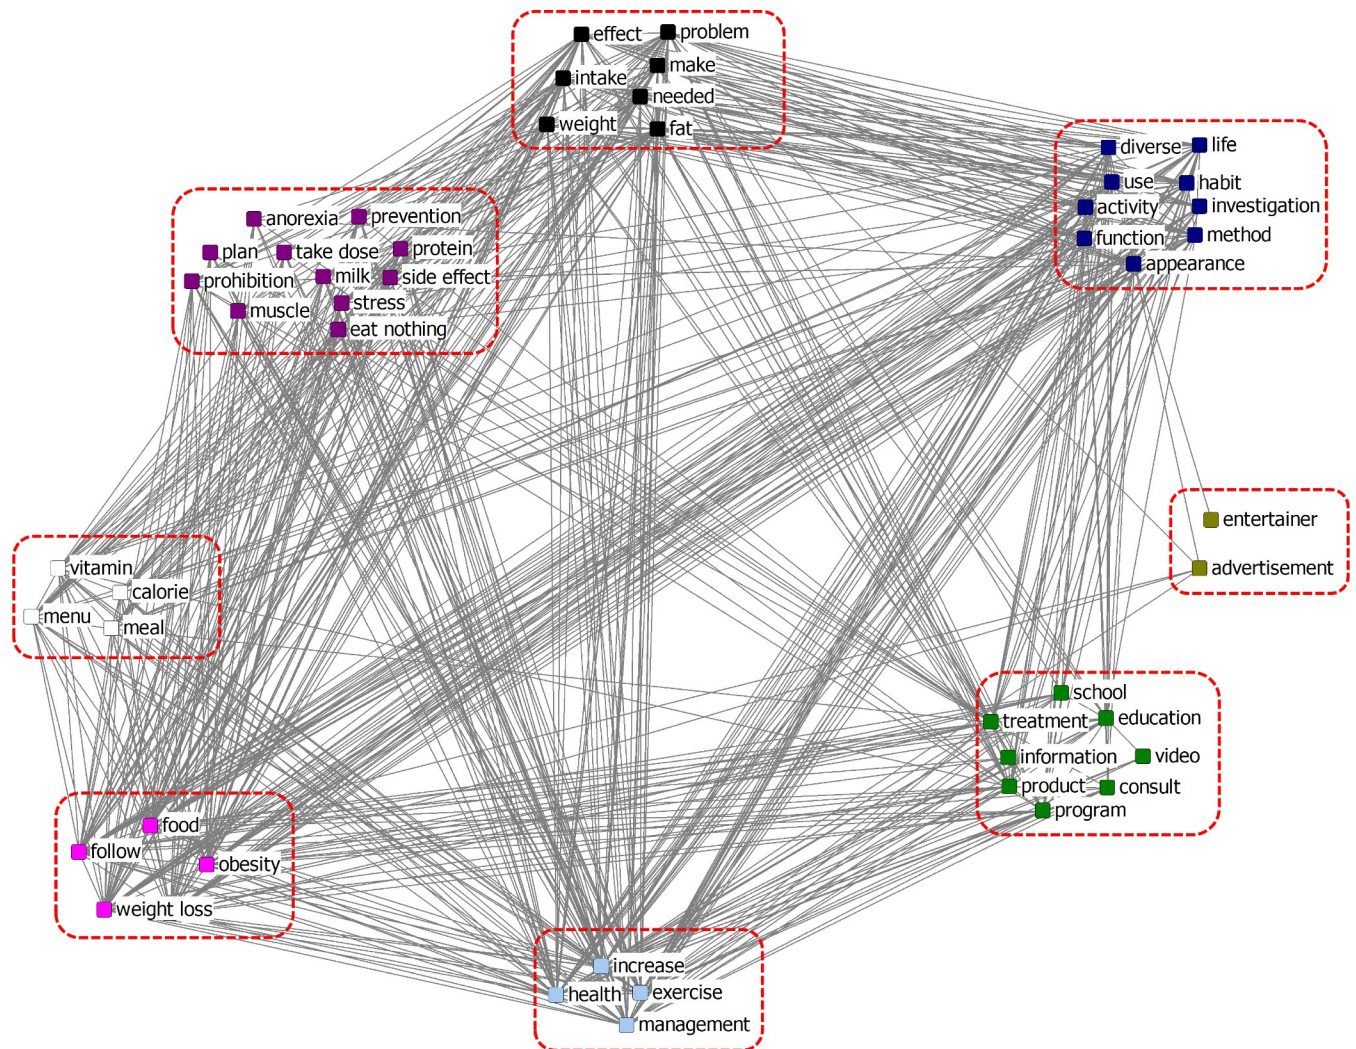 effect
problem
make
intake
needed
weight
fat
diverse
life
use
habit
activity
investigation
function
method
appearance
anorexia
prevention
plan
take dose
protein
prohibition
milk
side effect
muscle
stress
eat nothing
entertainer
advertisement
vitamin
calorie
menu
meal
school
treatment
education
information
video
product
consult
program
food
follow
obesity
weight loss
increase
health
exercise
management